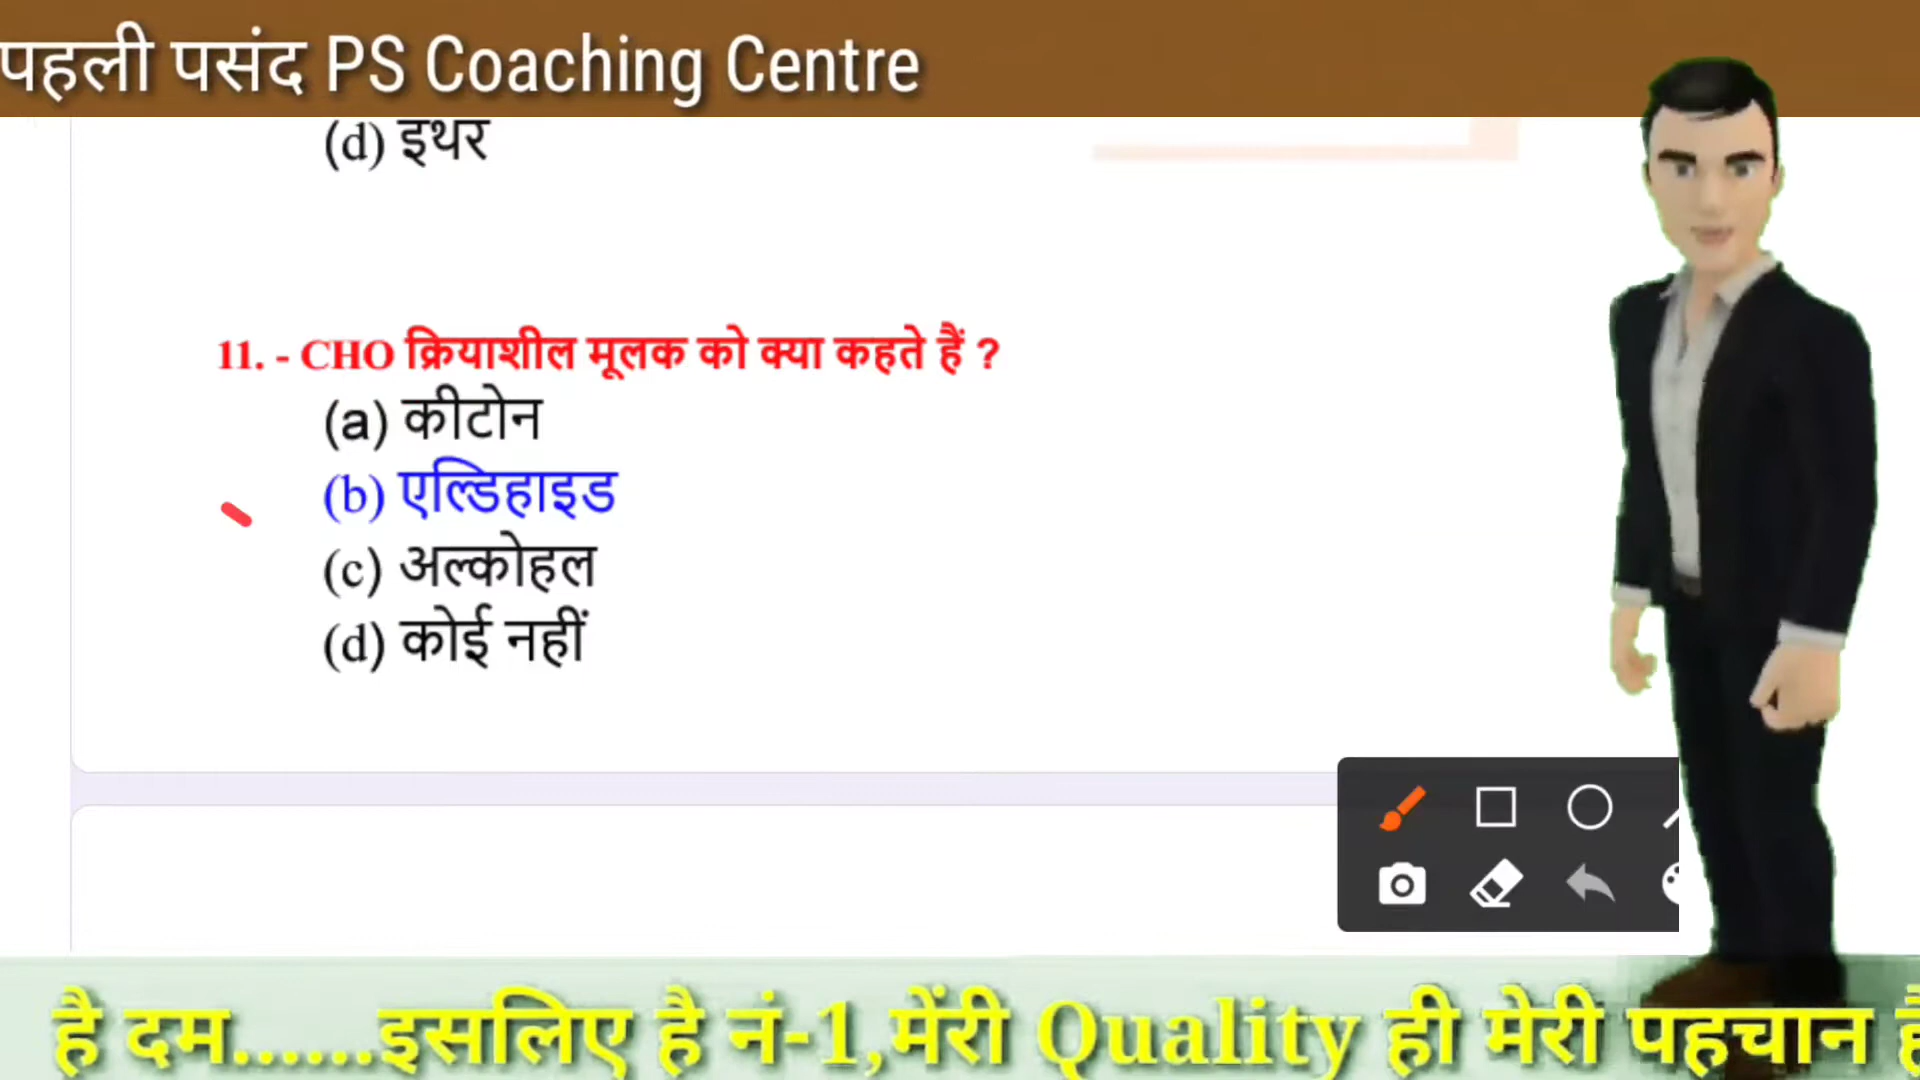 पहली पसंद PS Coaching Centre
(d) इथर
11. - CHO क्रियाशील मूलक को क्या कहते हैं ?
(a) कीटोन
(b) एल्डिहाइड
(c) अल्कोहल
(d) कोई नहीं
है दम......इसलिए है नं-1,मेंरी Quality ही मेरी पहचान है